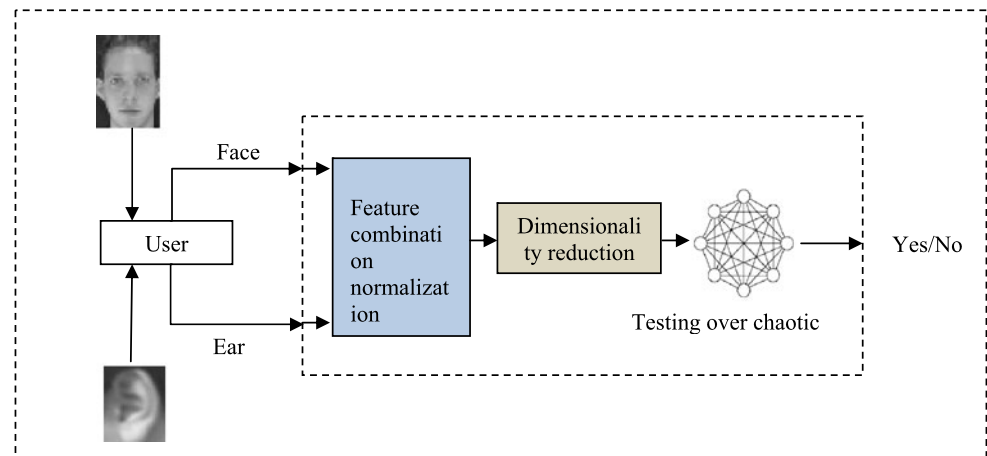 Face
User
Ear
Feature
combinati
on
normalizat
ion
Dimensionali
ty reduction
Testing over chaotic
Yes/No